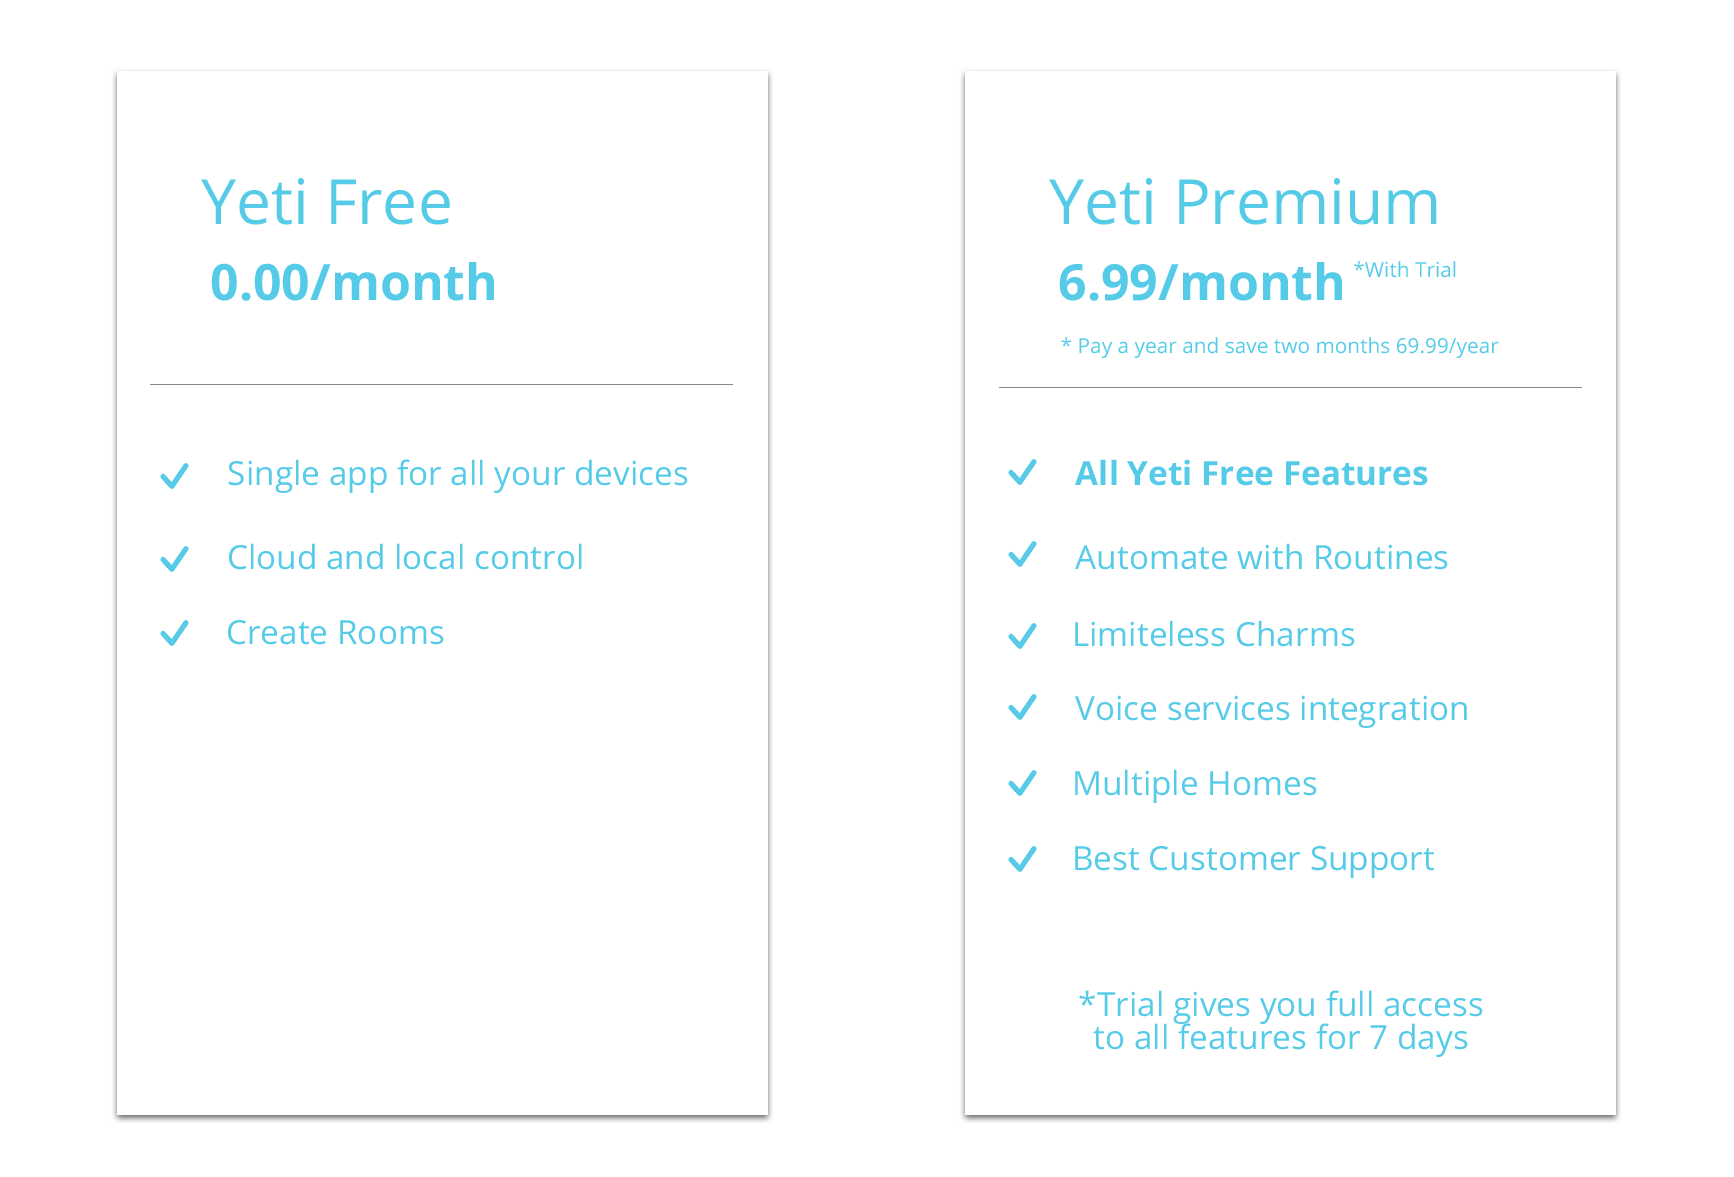 Yeti Free
0.00/month
Single app for all your devices
Cloud and local control
Create Rooms
Yeti Premium
6.99/month *With Trial
* Pay a year and save two months 69.99/year
All Yeti Free Features
Automate with Routines
Limiteless Charms
Voice services integration
Multiple Homes
Best Customer Support
*Trial gives you full access
to all features for 7 days